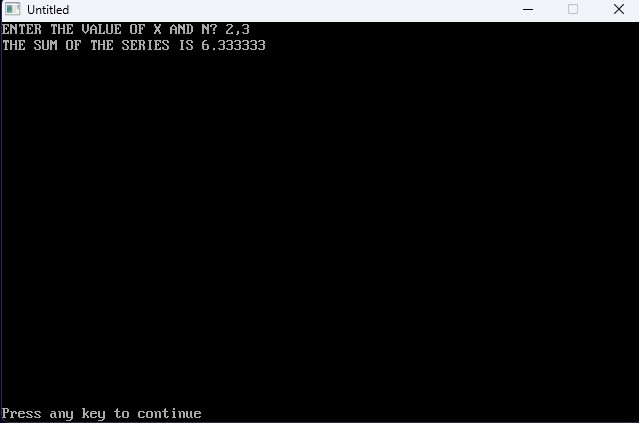 Untitled
ENTER THE VALUE OF X AND N? 2,3
THE SUM OF THE SERIES IS 6.333333
Press any key to continue